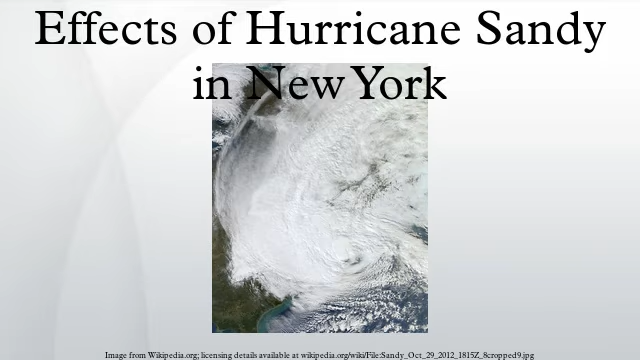 Effects of Hurricane Sandy
in New York
Image from Wikipedia.org; licensing details available at wikipedia.org/wiki/File:Sandy_Oct_29_2012_1815Z_8cropped9.jpg